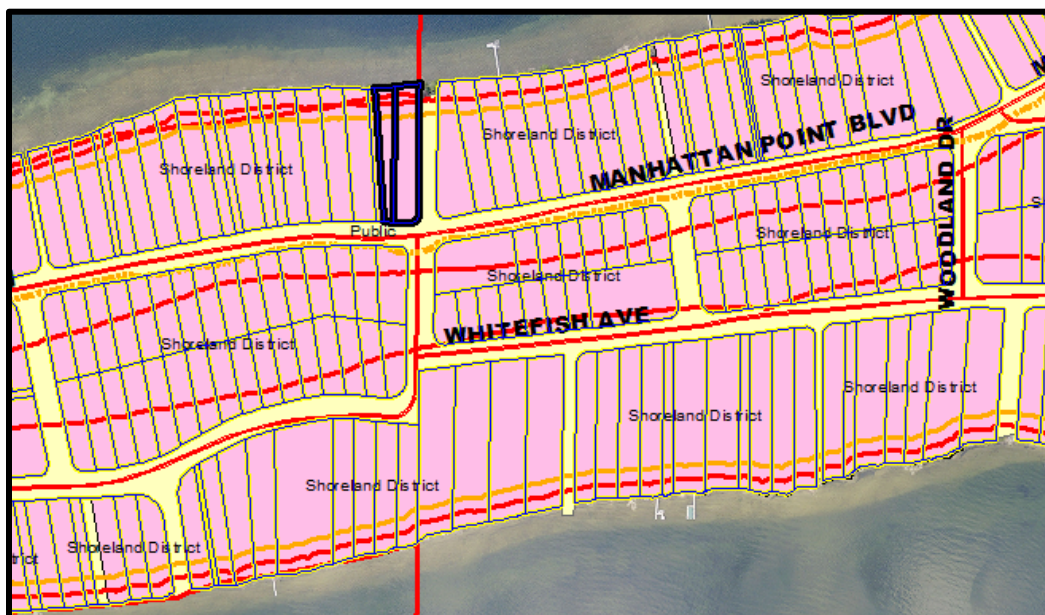 Shoreland District
Shoreland District
Shoreland District
M
MANHATTAN POINT BLVD
WOODLAND DR
Public
Shoreland District
Shoreland District
S
WHITEFISH AVE
Shoreland District
Shoreland District
Shoreland District
Shoreland District
Shoreland District
trict